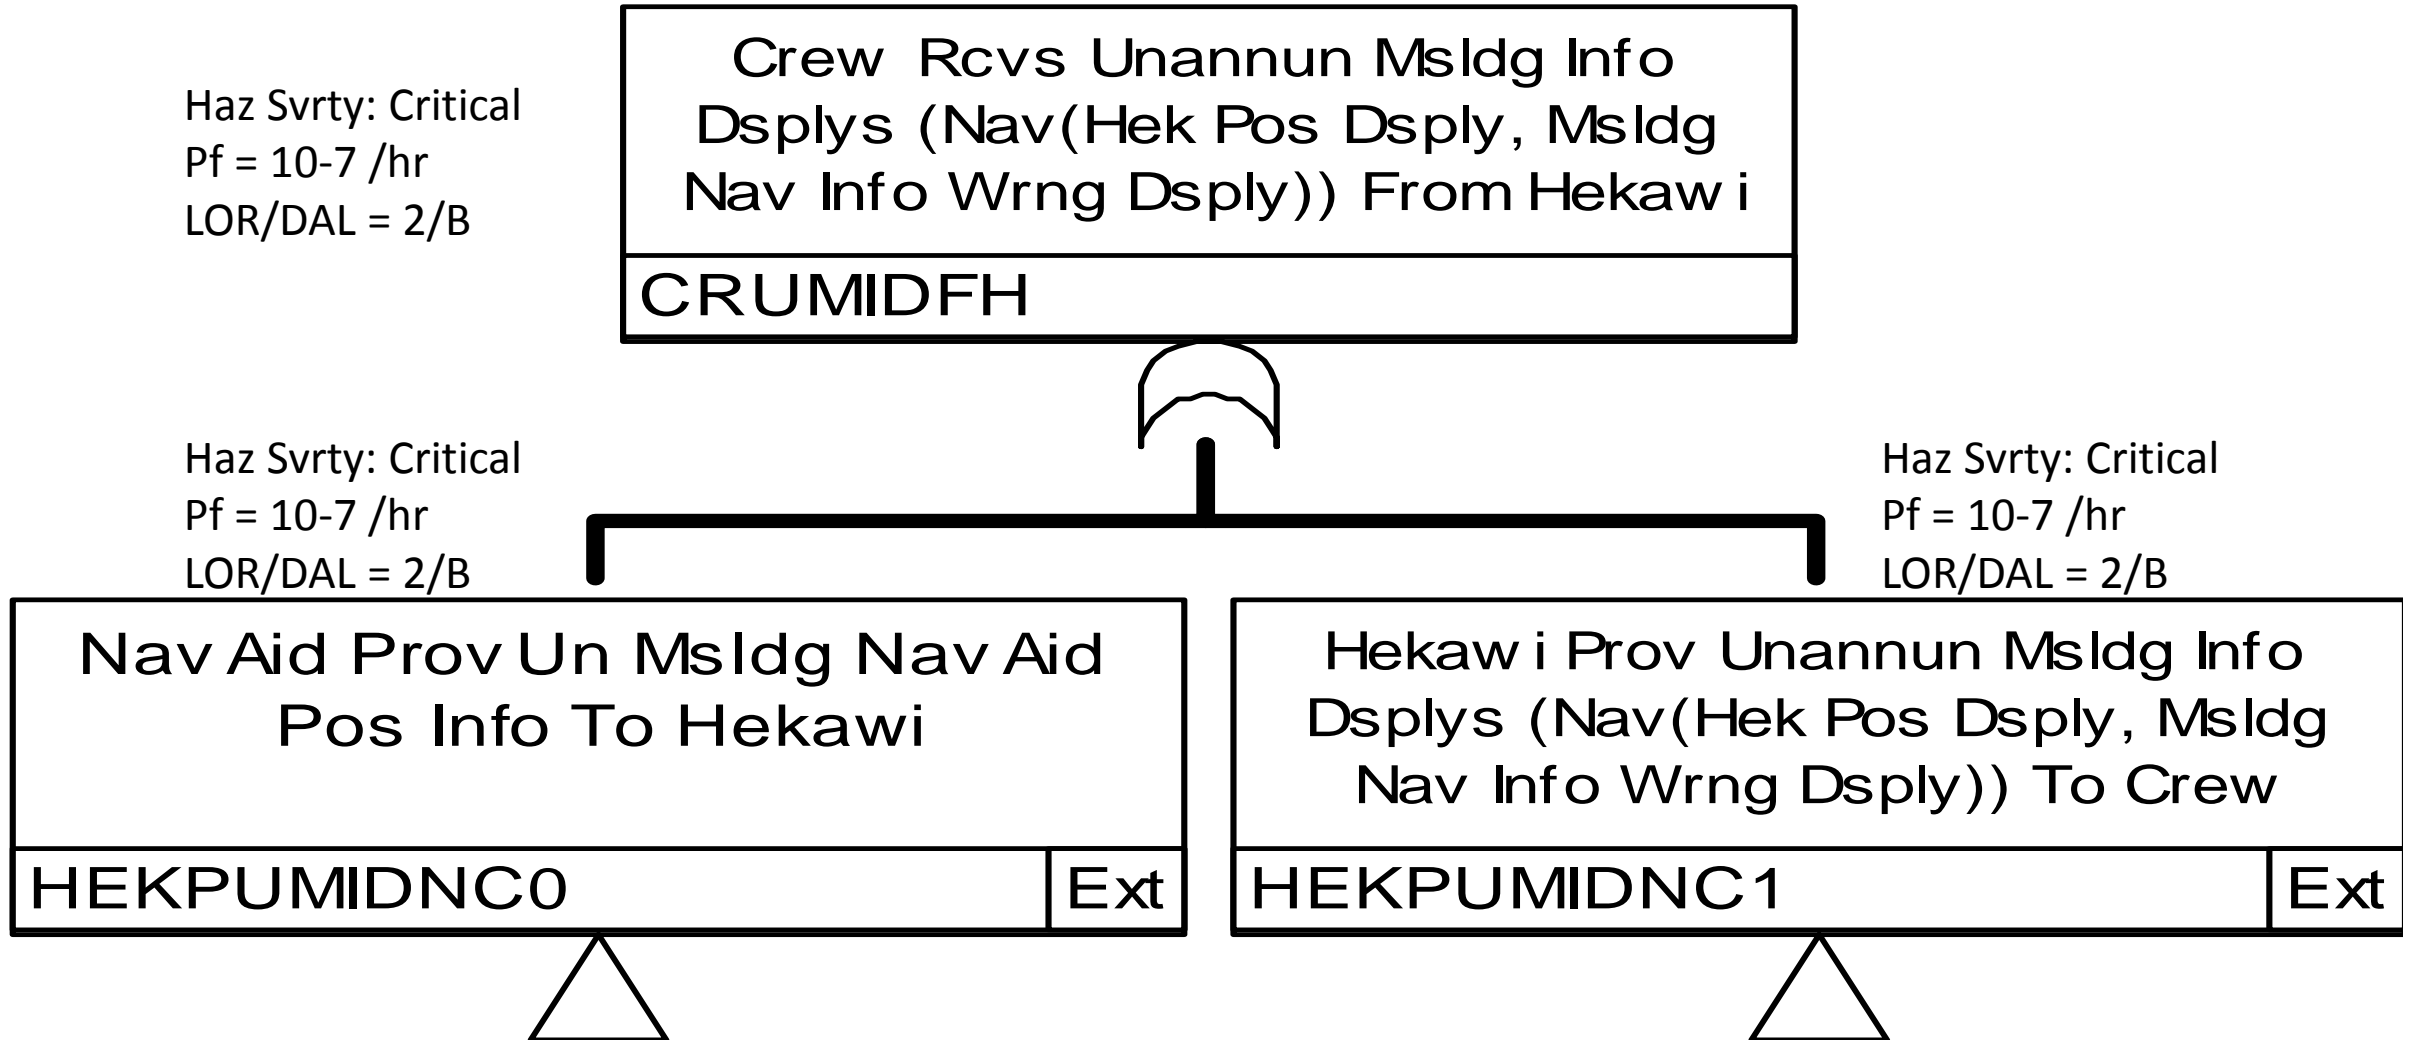 Crew Rcvs Unannun Msldg Info
Dsplys (Nav(Hek Pos Dsply, Msldg
Nav Info Wrng Dsply)) From Hekawi
CRUMIDFH
Haz Svrty: Critical
Pf = 10-7 /hr
LOR/DAL = 2/B
Haz Svrty: Critical
Pf = 10-7 /hr
LOR/DAL = 2/B
Haz Svrty: Critical
Pf = 10-7 /hr
LOR/DAL = 2/B
Nav Aid Prov Un Msldg Nav Aid
Pos Info To Hekawi
HEKPUMIDNC0
Ext
Hekawi Prov Unannun Msldg Info
Dsplys (Nav(Hek Pos Dsply, Msldg
Nav Info Wrng Dsply)) To Crew
HEKPUMIDNC1
Ext